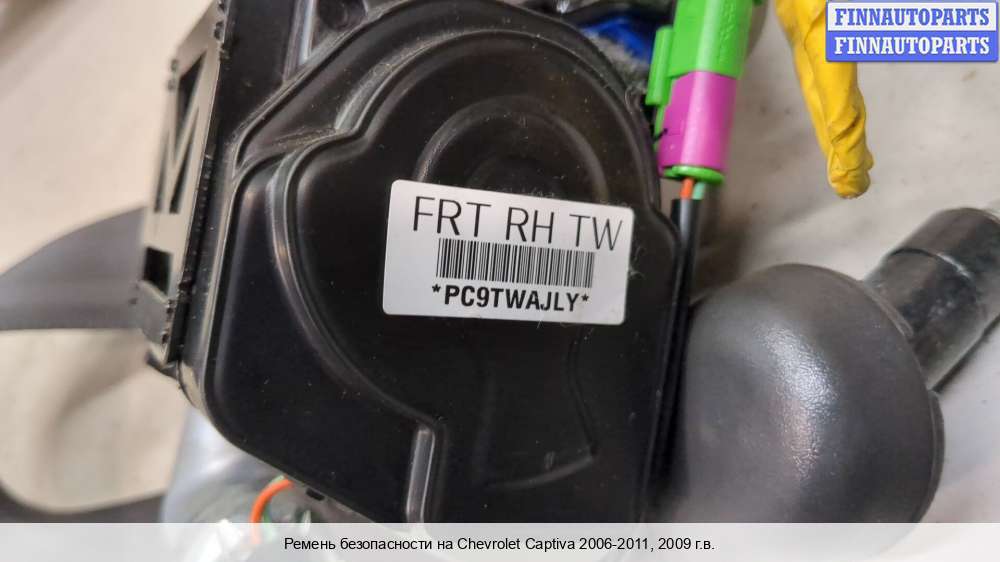 FINNAUTOPARTS
FINNAUTOPARTS
FRT RH TW
*PC9TWAJLY*
Ремень безопасности на Chevrolet Captiva 2006-2011, 2009 г.в.